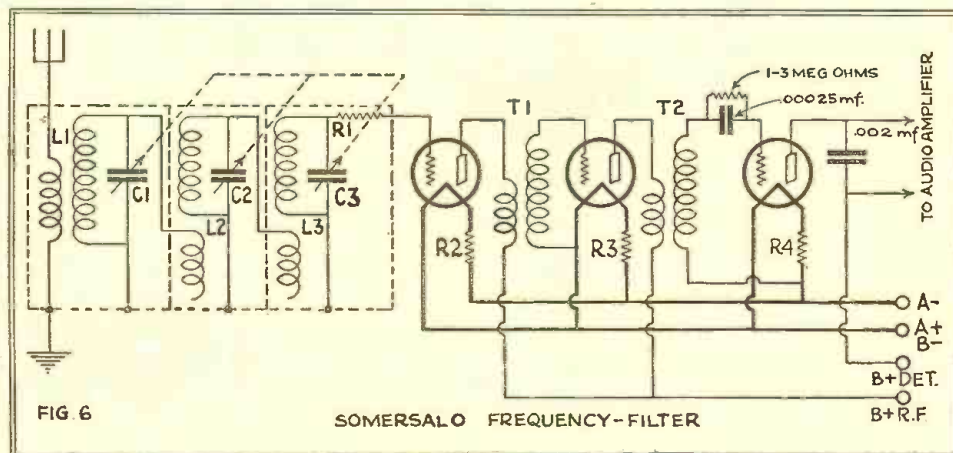 L1
C1
L2
C2
L3
C3
R1
R2
T1
R3
T2
1-3 MEG OHMS
.00025 mf.
R4
.002 mf
TO AUDIO AMPLIFIER
A-
A+
B-
B+DET.
B+R.F
FIG. 6
SOMERSALO FREQUENCY-FILTER